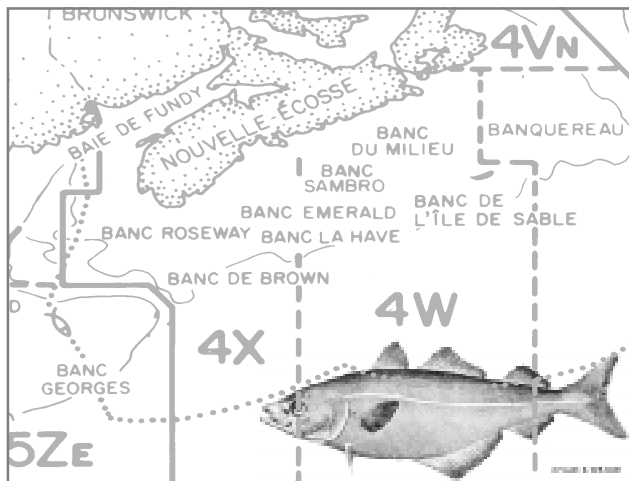 BRUNSWICK
4VN
BAIE DE FUNDY
NOUVELLE-ÉCOSSE
BANC
DU MILIEU
BANQUEREAU
BANC
SAMBRO
BANC DE
L'ÎLE DE SABLE
BANC EMERALD
BANC ROSEWAY
BANC LA HAVE
BANC DE BROWN
D
4X
4W
BANC
GEORGES
5ZE